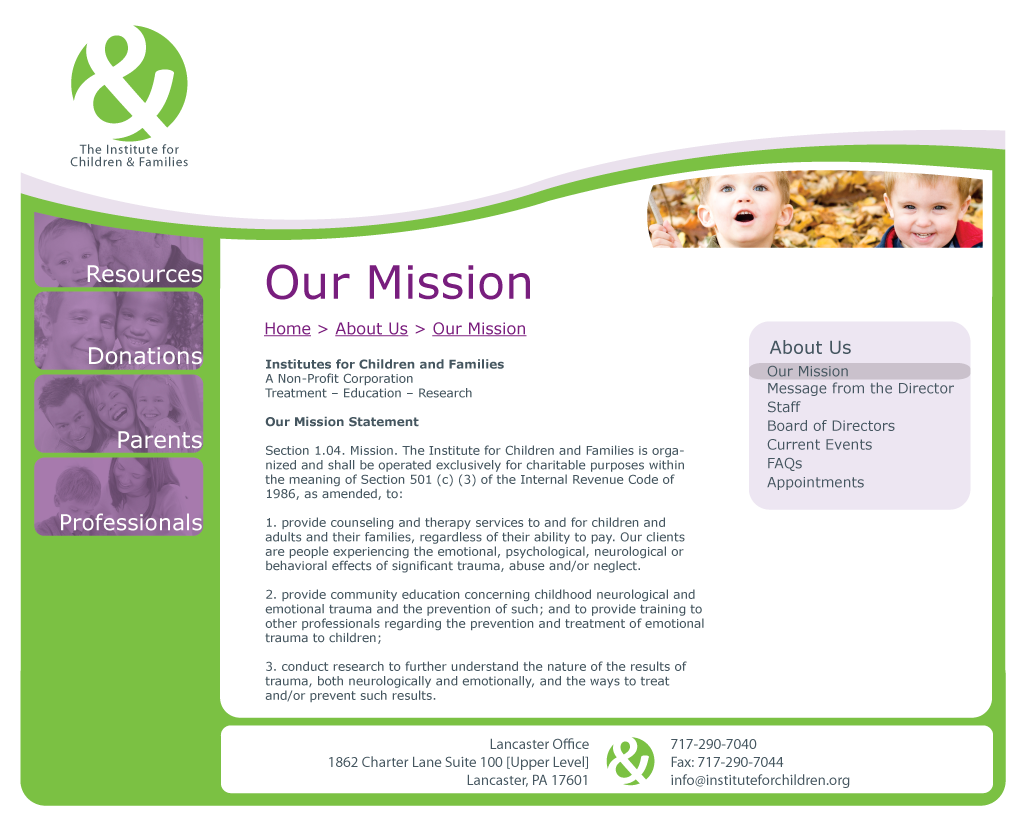 &
The Institute for
Children & Families
Resources
Donations
Parents
Professionals
Our Mission
Home > About Us > Our Mission
Institutes for Children and Families
A Non-Profit Corporation
Treatment – Education – Research
Our Mission Statement
Section 1.04. Mission. The Institute for Children and Families is orga-
nized and shall be operated exclusively for charitable purposes within
the meaning of Section 501 (c) (3) of the Internal Revenue Code of
1986, as amended, to:
1. provide counseling and therapy services to and for children and
adults and their families, regardless of their ability to pay. Our clients
are people experiencing the emotional, psychological, neurological or
behavioral effects of significant trauma, abuse and/or neglect.
2. provide community education concerning childhood neurological and
emotional trauma and the prevention of such; and to provide training to
other professionals regarding the prevention and treatment of emotional
trauma to children;
3. conduct research to further understand the nature of the results of
trauma, both neurologically and emotionally, and the ways to treat
and/or prevent such results.
About Us
Our Mission
Message from the Director
Staff
Board of Directors
Current Events
FAQs
Appointments
Lancaster Office
1862 Charter Lane Suite 100 [Upper Level]
Lancaster, PA 17601
&
717-290-7040
Fax: 717-290-7044
info@instituteforchildren.org